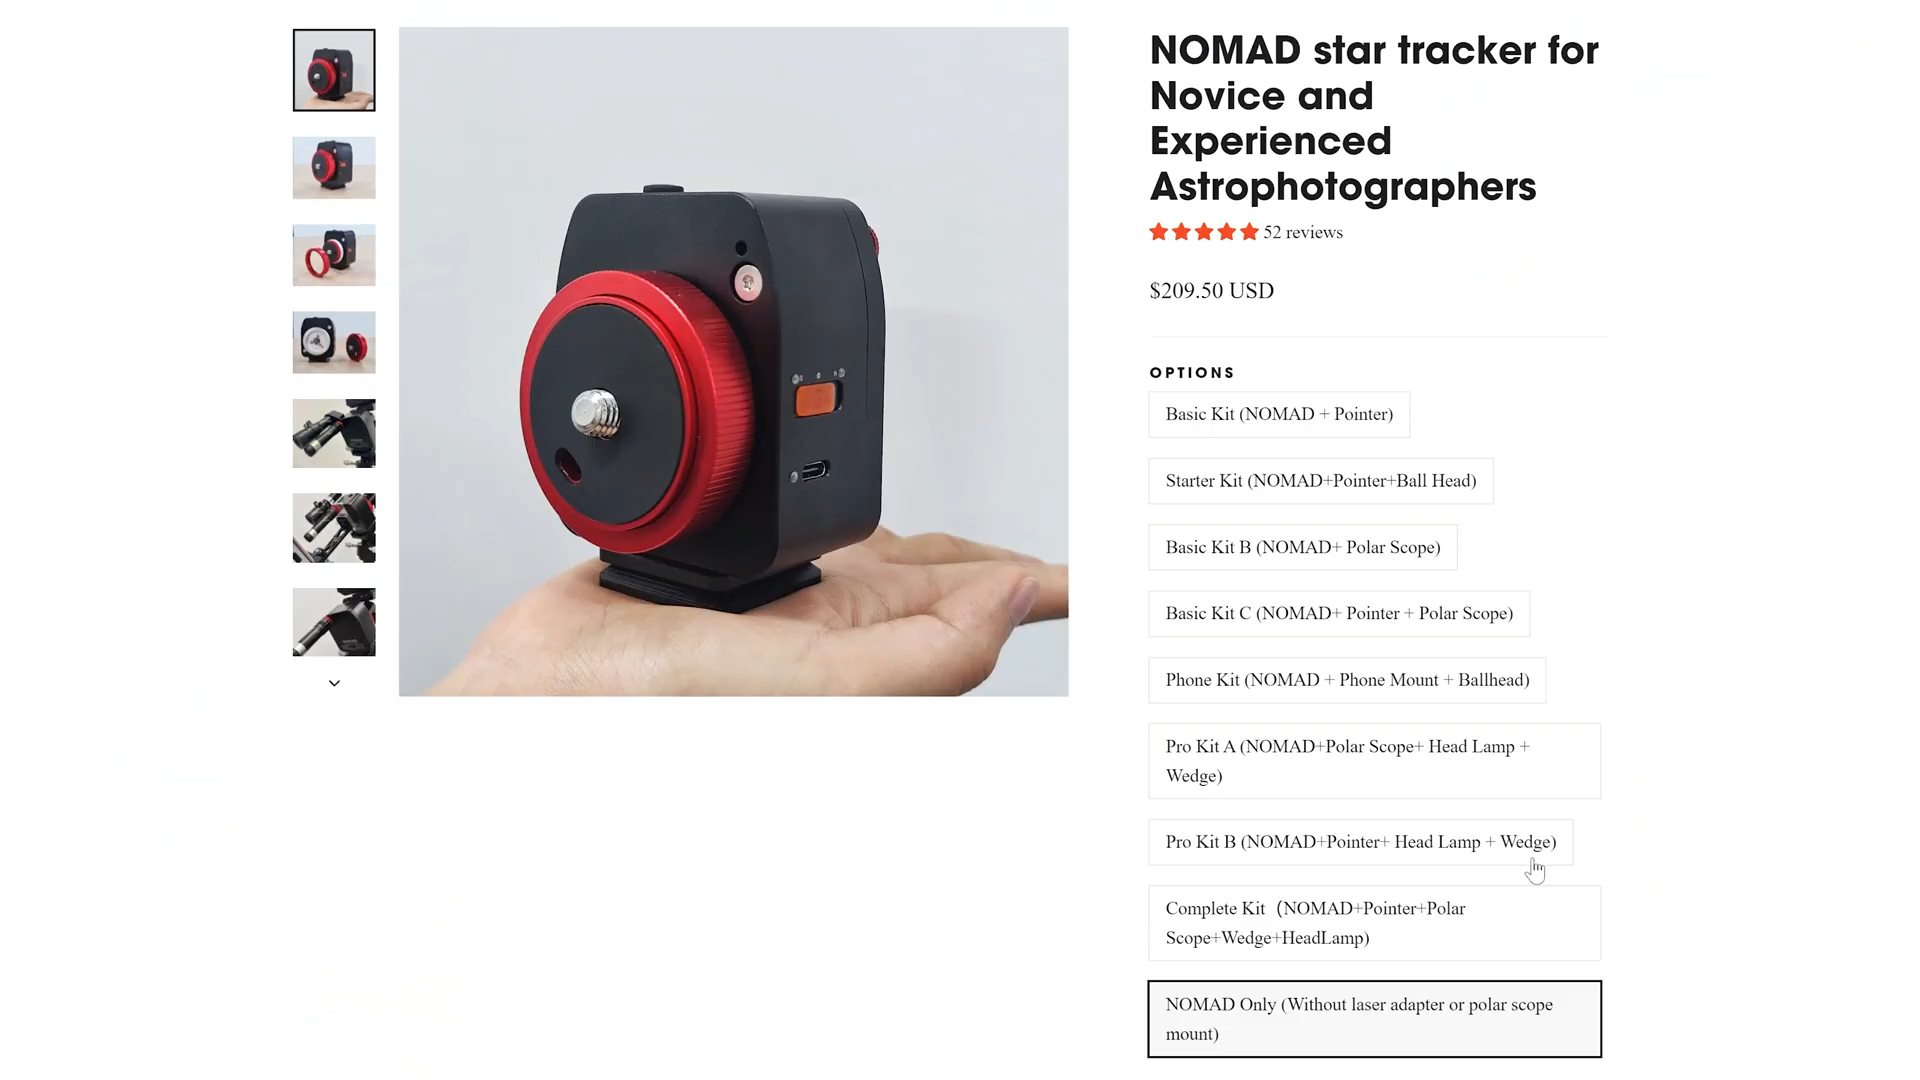 NOMAD star tracker for
Novice and
Experienced
Astrophotographers
52 reviews
$209.50 USD
OPTIONS
Basic Kit (NOMAD + Pointer)
Starter Kit (NOMAD+Pointer+Ball Head)
Basic Kit B (NOMAD+ Polar Scope)
Basic Kit C (NOMAD+ Pointer + Polar Scope)
Phone Kit (NOMAD + Phone Mount + Ballhead)
Pro Kit A (NOMAD+Polar Scope+ Head Lamp +
Wedge)
Pro Kit B (NOMAD+Pointer+ Head Lamp + Wedge)
Complete Kit（NOMAD+Pointer+Polar
Scope+Wedge+HeadLamp)
NOMAD Only (Without laser adapter or polar scope
mount)